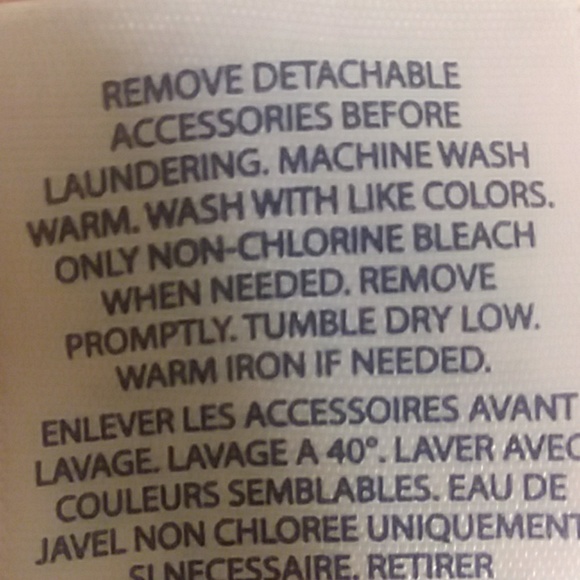 REMOVE DETACHABLE
ACCESSORIES BEFORE
LAUNDERING. MACHINE WASH
WARM. WASH WITH LIKE COLORS.
ONLY NON-CHLORINE BLEACH
WHEN NEEDED. REMOVE
PROMPTLY. TUMBLE DRY LOW.
WARM IRON IF NEEDED.
ENLEVER LES ACCESSOIRES AVANT
LAVAGE. LAVAGE A 40°. LAVER AVEC
COULEURS SEMBLABLES. EAU DE
JAVEL NON CHLOREE UNIQUEMENT
SI NECESSAIRE. RETIRER